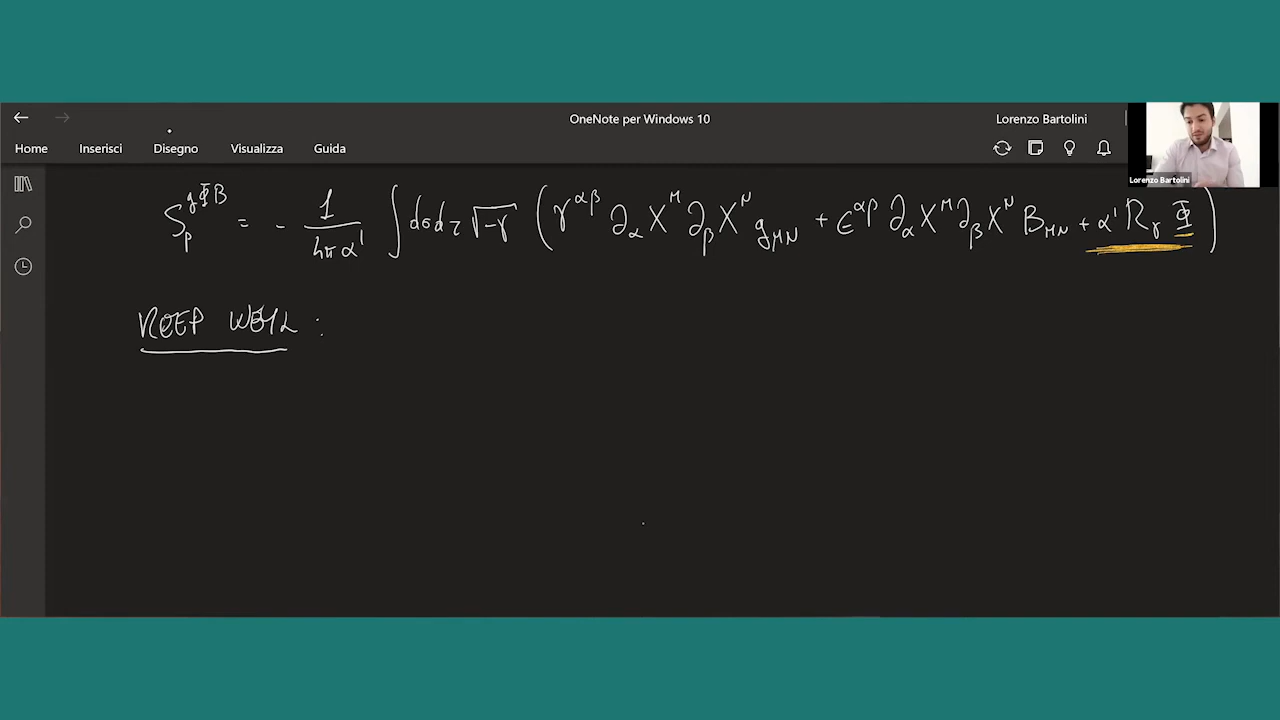 OneNote per Windows 10
Lorenzo Bartolini
Home Inserisci Disegno Visualizza Guida
Lorenzo Bartolini
S_P^{gΦB} = - 1/(4πα') ∫dσdτ √-γ (γ^{αβ} ∂_α X^M ∂_β X^N g_{MN} + ϵ^{αβ} ∂_α X^M ∂_β X^N B_{MN} + α' R_γ Φ)
KEEP WEYL :